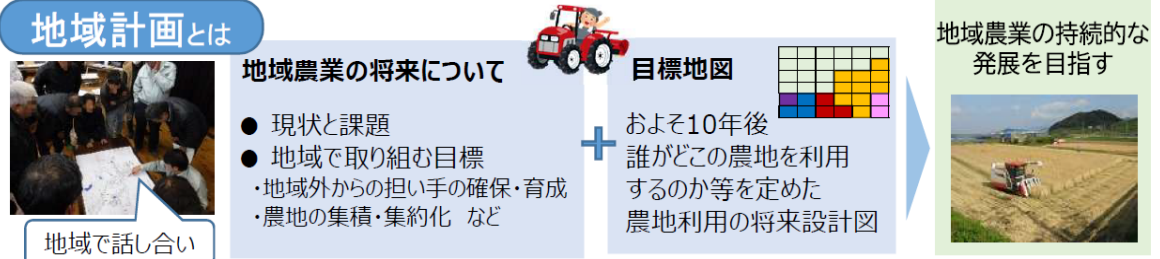 地域計画とは
地域で話し合い
地域農業の将来について
● 現状と課題
● 地域で取り組む目標
・地域外からの担い手の確保・育成
・農地の集積・集約化 など
+
目標地図
およそ10年後
誰がどこの農地を利用
するのか等を定めた
農地利用の将来設計図
地域農業の持続的な
発展を目指す